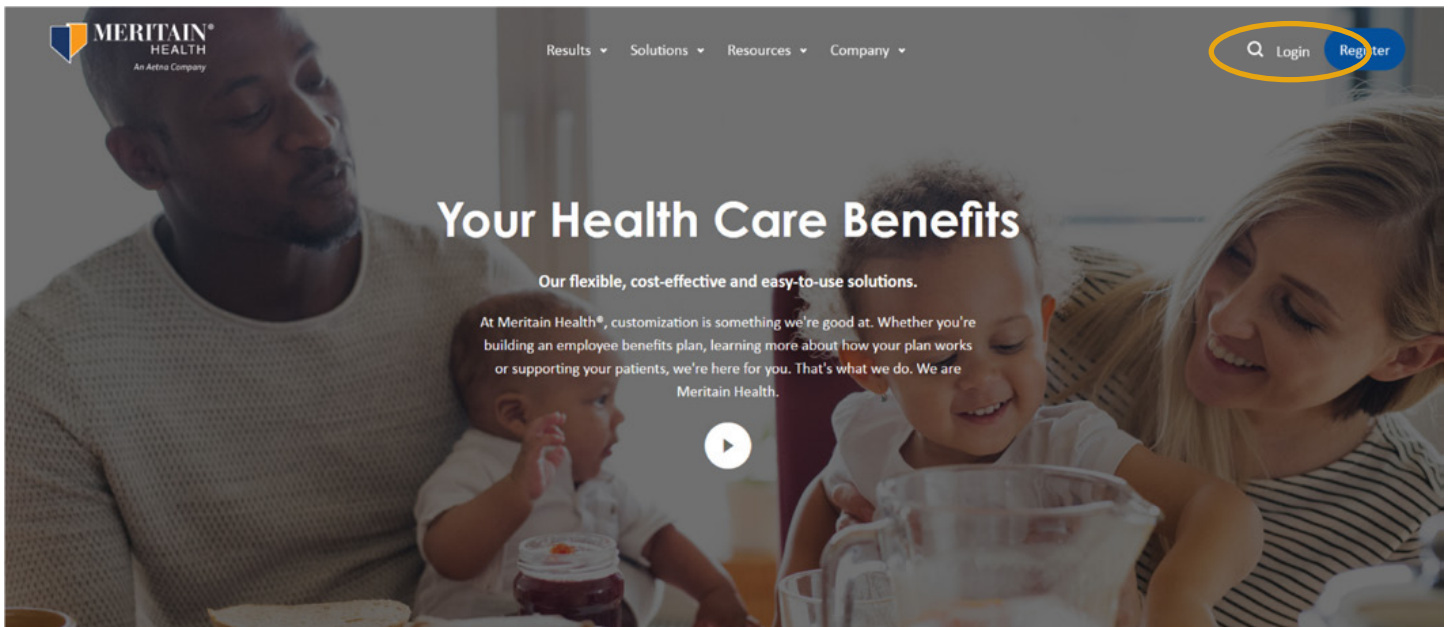 MERITAIN®
HEALTH
An Aetna Company
Results Solutions Resources Company
Login Register
Your Health Care Benefits
Our flexible, cost-effective and easy-to-use solutions.
At Meritain Health®, customization is something we're good at. Whether you're
building an employee benefits plan, learning more about how your plan works
or supporting your patients, we're here for you. That's what we do. We are
Meritain Health.